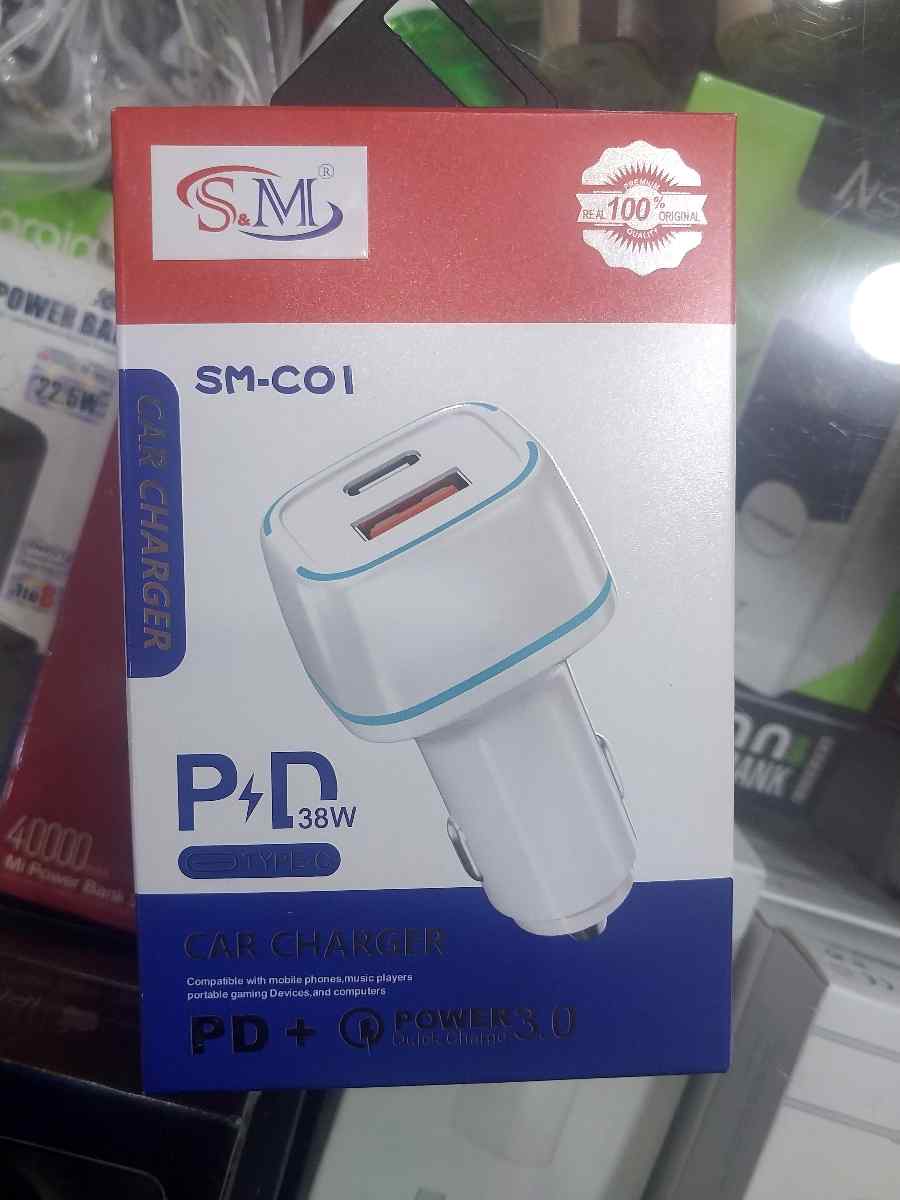 S&M®
PREMIUM
REAL 100% ORIGINAL
QUALITY
SM-C01
CAR CHARGER
PD
38W
TYPE-C
CAR CHARGER
Compatible with mobile phones,music players
portable gaming Devices,and computers
PD + POWER 3.0
Quick Charge
POWER BA
22.6W
40000
Mi Power Bank
BANK